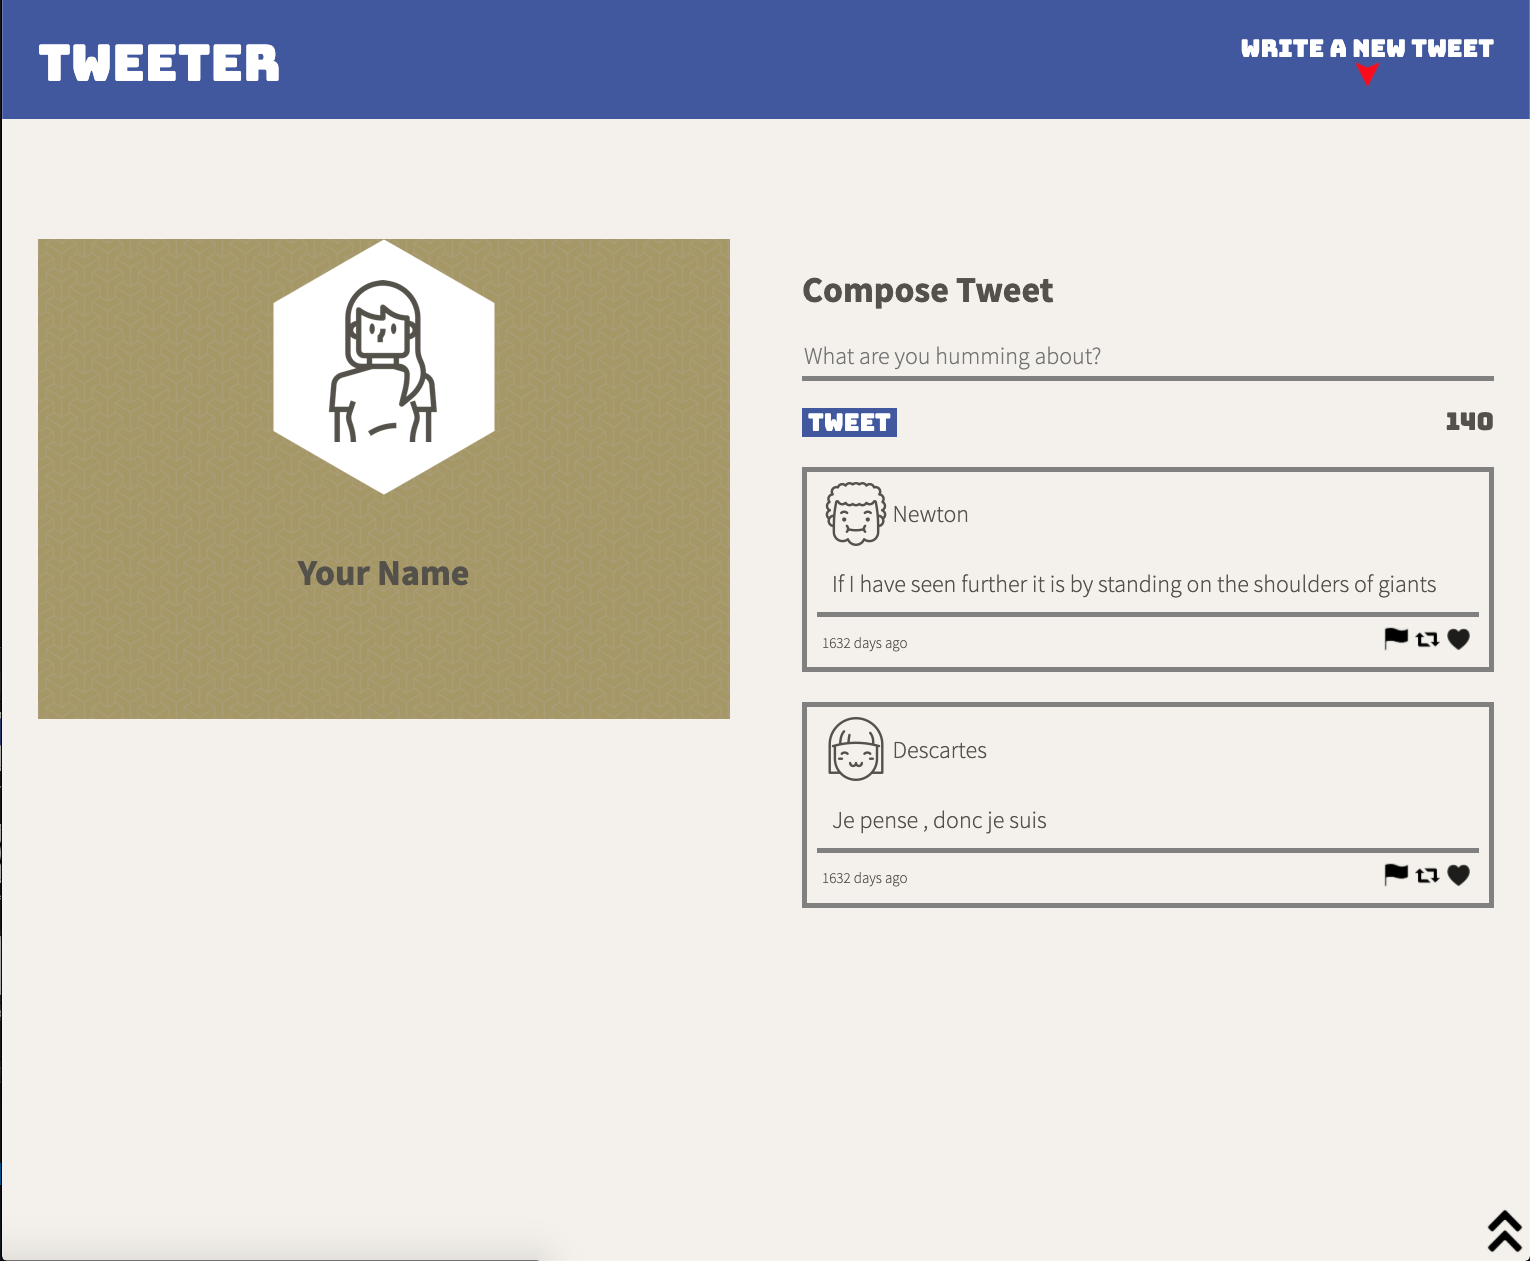 TWEETER
WRITE A NEW TWEET
Your Name
Compose Tweet
What are you humming about?
TWEET
140
Newton
If I have seen further it is by standing on the shoulders of giants
1632 days ago
Descartes
Je pense , donc je suis
1632 days ago